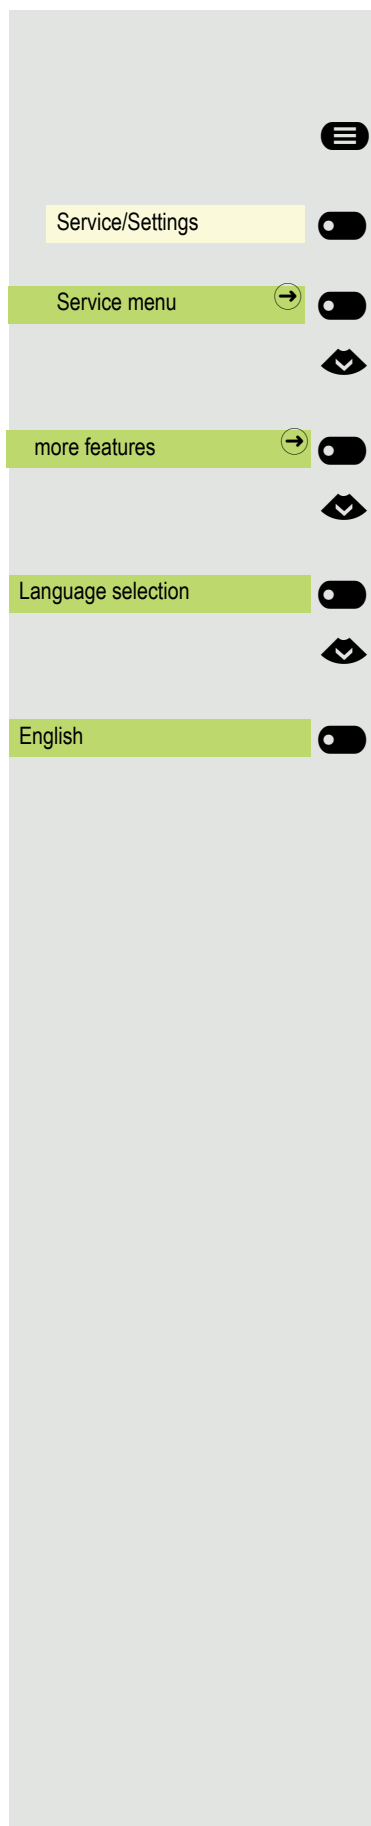 Service/Settings
Service menu
more features
Language selection
English